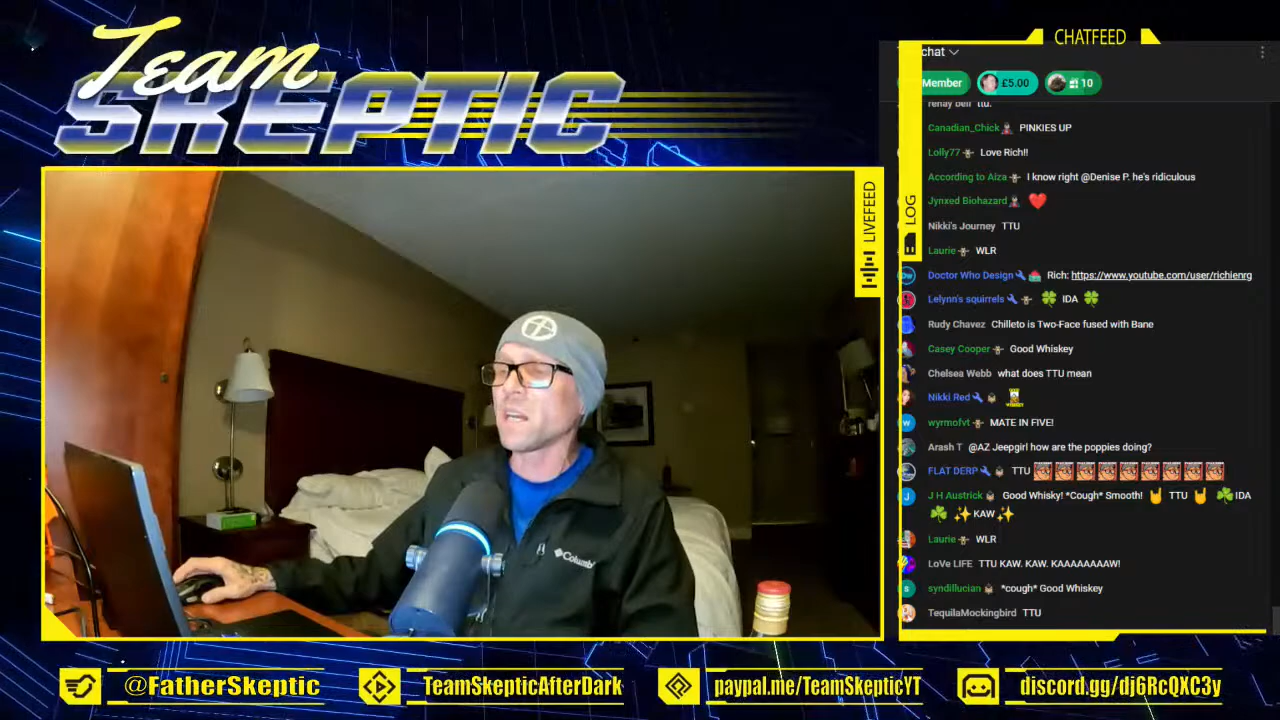 Team
SKEPTIC
CHATFEED
chat
Member
£5.00
10
LIVEFEED
LOG
renay bell TTU.
Canadian_Chick PINKIES UP
Lolly77 Love Rich!!
According to Aiza I know right @Denise P. he's ridiculous
Jynxed Biohazard
Nikki's Journey TTU
Laurie WLR
Doctor Who Design Rich: https://www.youtube.com/user/richienrg
Lelynn's squirrels IDA
Rudy Chavez Chilleto is Two-Face fused with Bane
Casey Cooper Good Whiskey
Chelsea Webb what does TTU mean
Nikki Red
wyrmofvt MATE IN FIVE!
Arash T @AZ Jeepgirl how are the poppies doing?
FLAT DERP TTU
J H Austrick Good Whisky! *Cough* Smooth! TTU IDA
KAW
Laurie WLR
LoVe LIFE TTU KAW. KAW. KAAAAAAAW!
syndillucian *cough* Good Whiskey
TequilaMockingbird TTU
Columbia
@FatherSkeptic
TeamSkepticAfterDark
paypal.me/TeamSkepticYT
discord.gg/dj6RcQXC3y